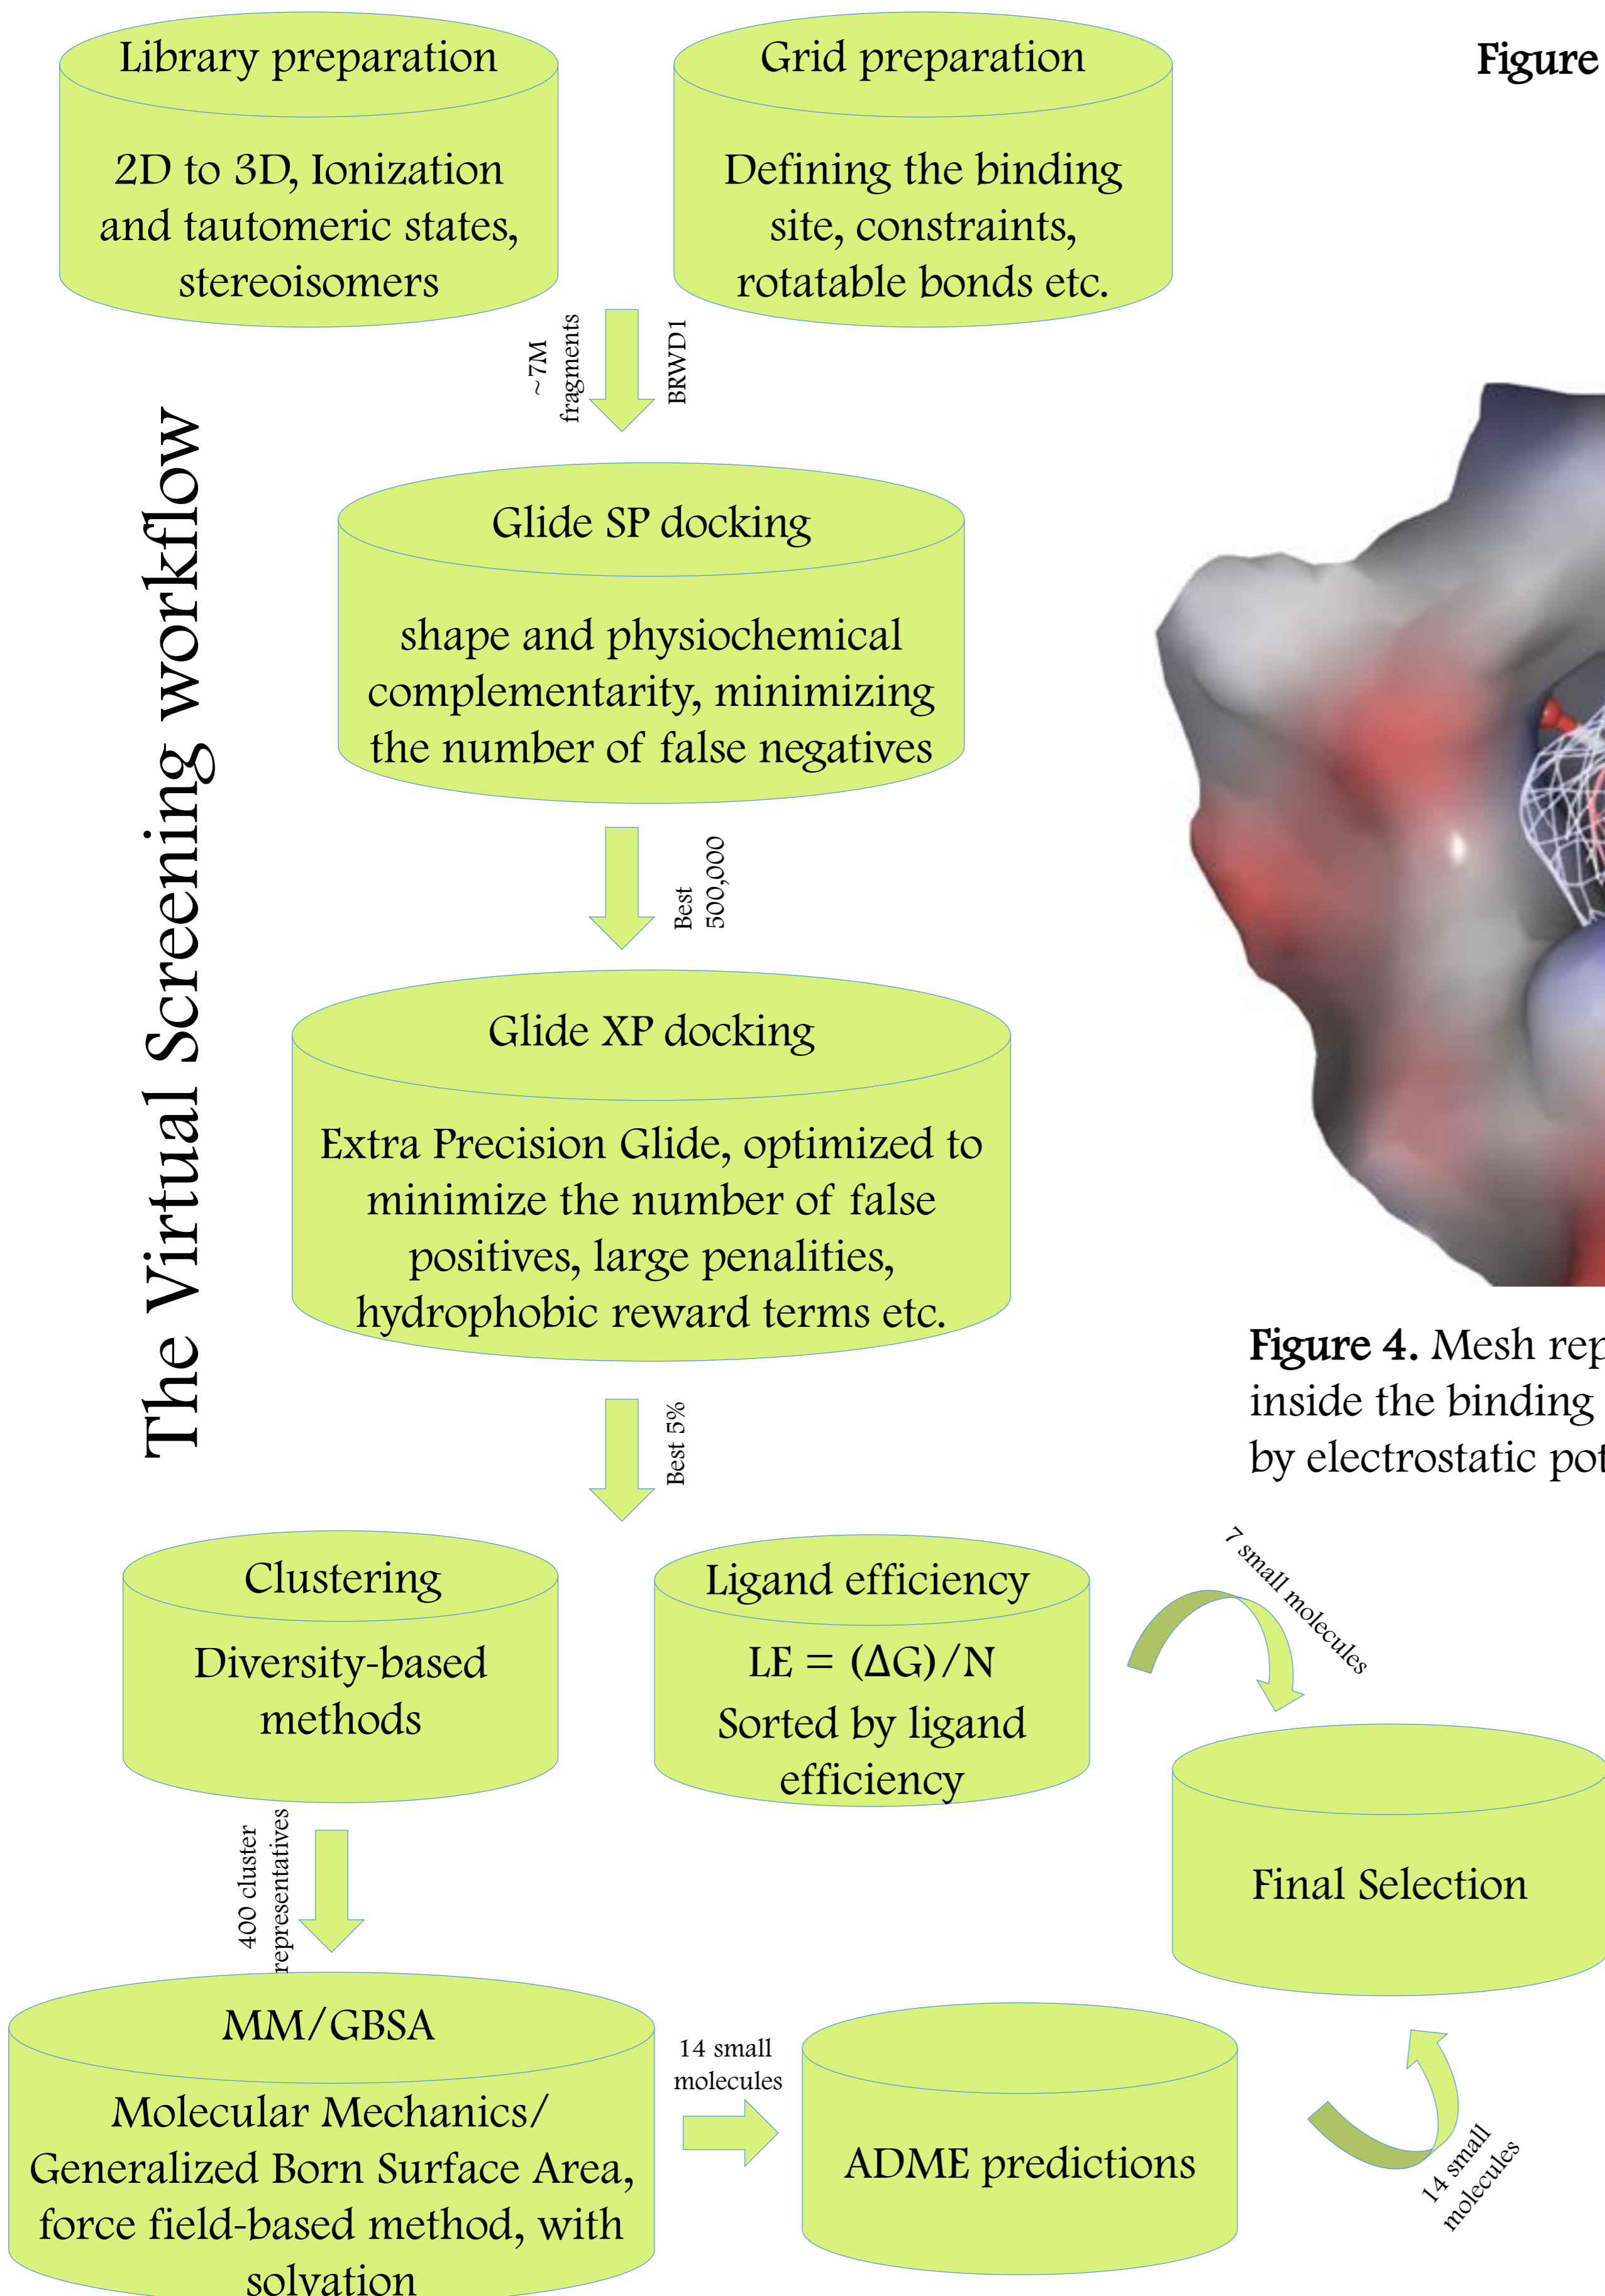 Library preparation
2D to 3D, Ionization
and tautomeric states,
stereoisomers
Grid preparation
Defining the binding
site, constraints,
rotatable bonds etc.
Figure
~7M
fragments
BRWD1
The Virtual Screening workflow
Glide SP docking
shape and physiochemical
complementarity, minimizing
the number of false negatives
Best
500,000
Glide XP docking
Extra Precision Glide, optimized to
minimize the number of false
positives, large penalities,
hydrophobic reward terms etc.
Best 5%
Figure 4. Mesh rep
inside the binding
by electrostatic pot
Clustering
Diversity-based
methods
Ligand efficiency
LE = (ΔG)/N
Sorted by ligand
efficiency
7 small molecules
400 cluster
representatives
Final Selection
MM/GBSA
Molecular Mechanics/
Generalized Born Surface Area,
force field-based method, with
solvation
14 small
molecules
ADME predictions
14 small
molecules